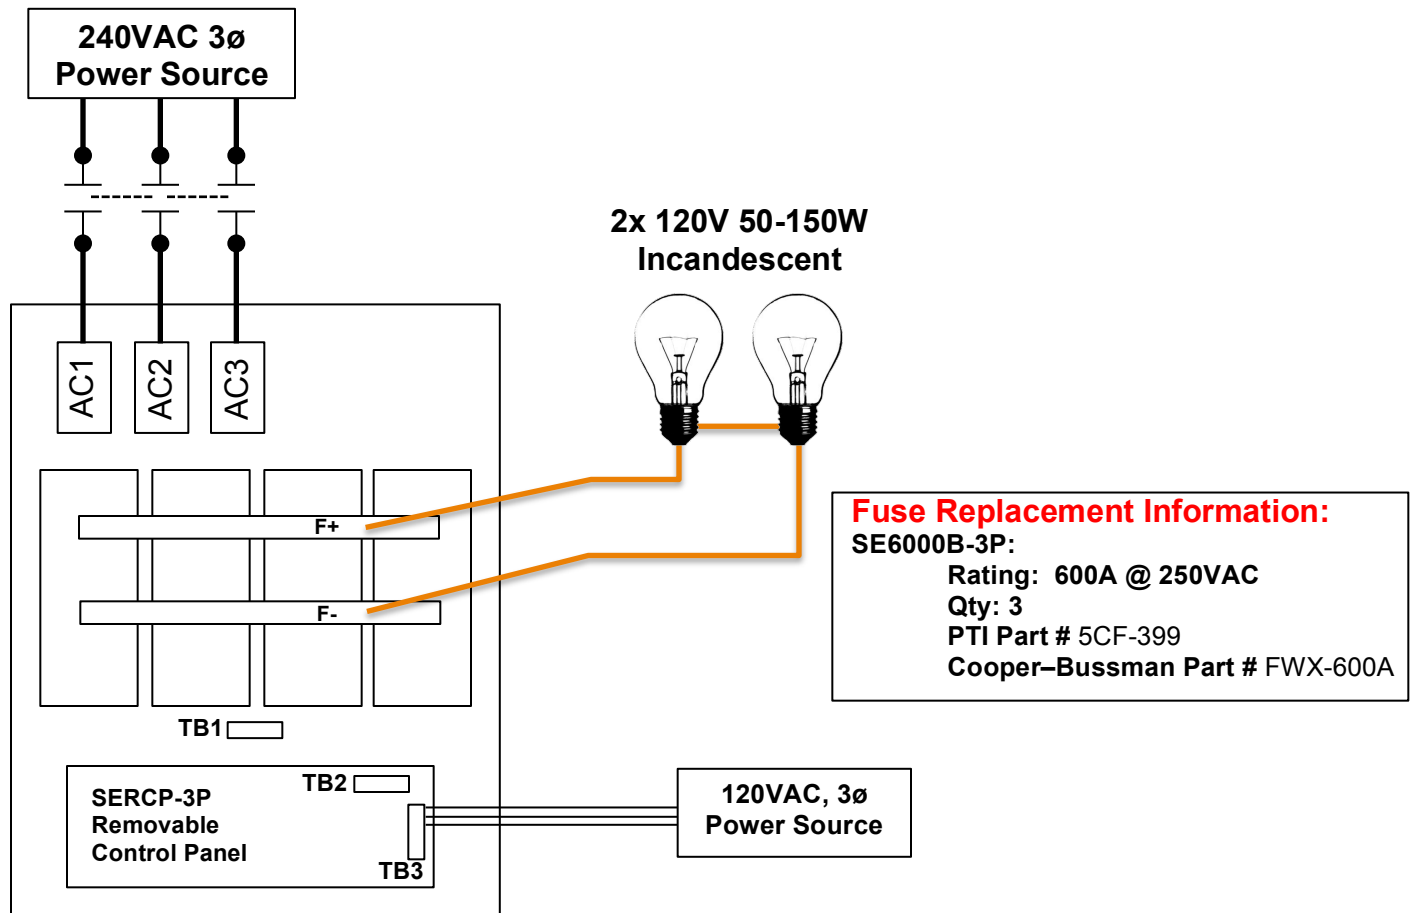 240VAC 3ø
Power Source
2x 120V 50-150W
Incandescent
AC1
AC2
AC3
F+
F-
Fuse Replacement Information:
SE6000B-3P:
Rating: 600A @ 250VAC
Qty: 3
PTI Part # 5CF-399
Cooper–Bussman Part # FWX-600A
TB1
TB2
SERCP-3P
Removable
Control Panel
TB3
120VAC, 3ø
Power Source